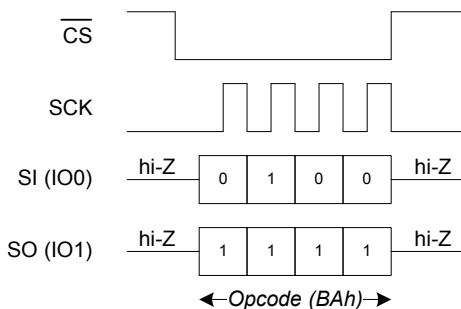 CS
SCK
SI (IO0) hi-Z 0 1 0 0 hi-Z
SO (IO1) hi-Z 1 1 1 1 hi-Z
Opcode (BAh)